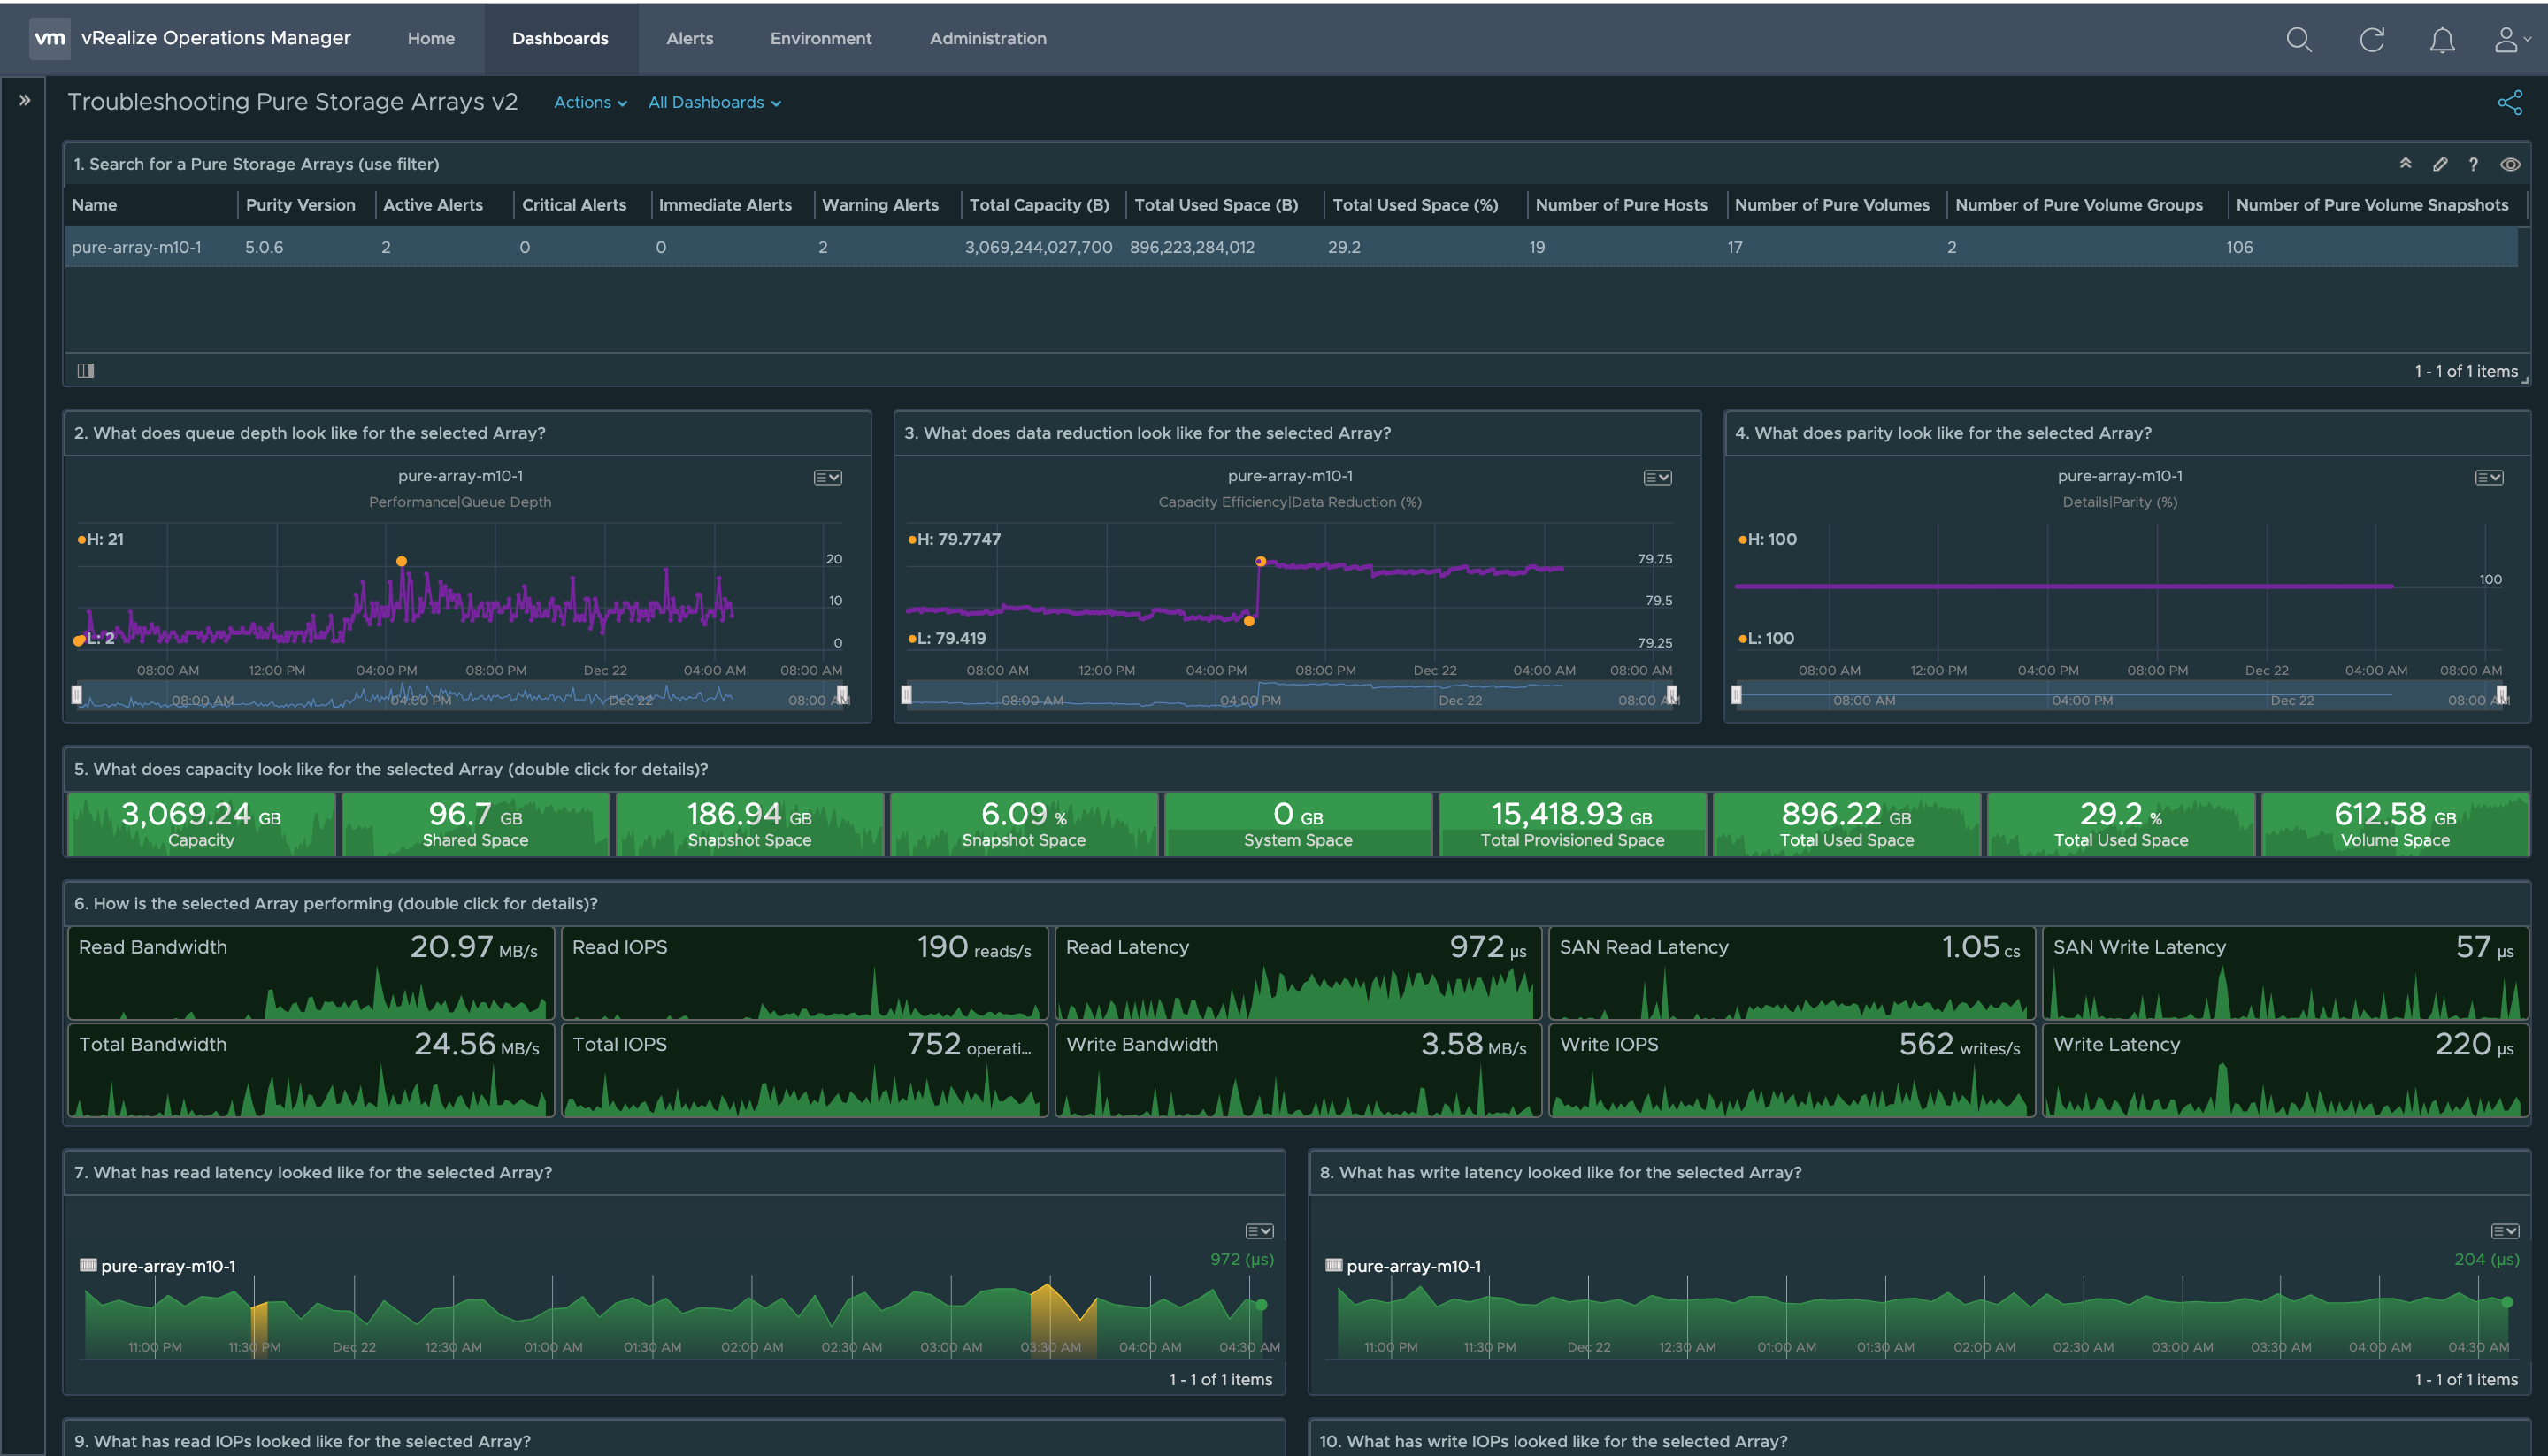 vm vRealize Operations Manager Home Dashboards Alerts Environment Administration
Troubleshooting Pure Storage Arrays v2 Actions All Dashboards
1. Search for a Pure Storage Arrays (use filter)
Name Purity Version Active Alerts Critical Alerts Immediate Alerts Warning Alerts Total Capacity (B) Total Used Space (B) Total Used Space (%) Number of Pure Hosts Number of Pure Volumes Number of Pure Volume Groups Number of Pure Volume Snapshots
pure-array-m10-1 5.0.6 2 0 0 2 3,069,244,027,700 896,223,284,012 29.2 19 17 2 106
1 - 1 of 1 items
2. What does queue depth look like for the selected Array?
pure-array-m10-1
Performance|Queue Depth
H: 21
20
10
L: 2
0
08:00 AM 12:00 PM 04:00 PM 08:00 PM Dec 22 04:00 AM 08:00 AM
08:00 AM 04:00 PM Dec 22 08:00 AM
3. What does data reduction look like for the selected Array?
pure-array-m10-1
Capacity Efficiency|Data Reduction (%)
H: 79.7747
79.75
79.5
L: 79.419
79.25
08:00 AM 12:00 PM 04:00 PM 08:00 PM Dec 22 04:00 AM 08:00 AM
08:00 AM 04:00 PM Dec 22 08:00 AM
4. What does parity look like for the selected Array?
pure-array-m10-1
Details|Parity (%)
H: 100
100
L: 100
08:00 AM 12:00 PM 04:00 PM 08:00 PM Dec 22 04:00 AM 08:00 AM
08:00 AM 04:00 PM Dec 22 08:00 AM
5. What does capacity look like for the selected Array (double click for details)?
3,069.24 GB 96.7 GB 186.94 GB 6.09 % 0 GB 15,418.93 GB 896.22 GB 29.2 % 612.58 GB
Capacity Shared Space Snapshot Space Snapshot Space System Space Total Provisioned Space Total Used Space Total Used Space Volume Space
6. How is the selected Array performing (double click for details)?
Read Bandwidth 20.97 MB/s Read IOPS 190 reads/s Read Latency 972 µs SAN Read Latency 1.05 cs SAN Write Latency 57 µs
Total Bandwidth 24.56 MB/s Total IOPS 752 operati... Write Bandwidth 3.58 MB/s Write IOPS 562 writes/s Write Latency 220 µs
7. What has read latency looked like for the selected Array?
972 (µs)
pure-array-m10-1
11:00 PM 11:30 PM Dec 22 12:30 AM 01:00 AM 01:30 AM 02:00 AM 02:30 AM 03:00 AM 03:30 AM 04:00 AM 04:30 AM
1 - 1 of 1 items
8. What has write latency looked like for the selected Array?
204 (µs)
pure-array-m10-1
11:00 PM 11:30 PM Dec 22 12:30 AM 01:00 AM 01:30 AM 02:00 AM 02:30 AM 03:00 AM 03:30 AM 04:00 AM 04:30 AM
1 - 1 of 1 items
9. What has read IOPs looked like for the selected Array?
10. What has write IOPs looked like for the selected Array?